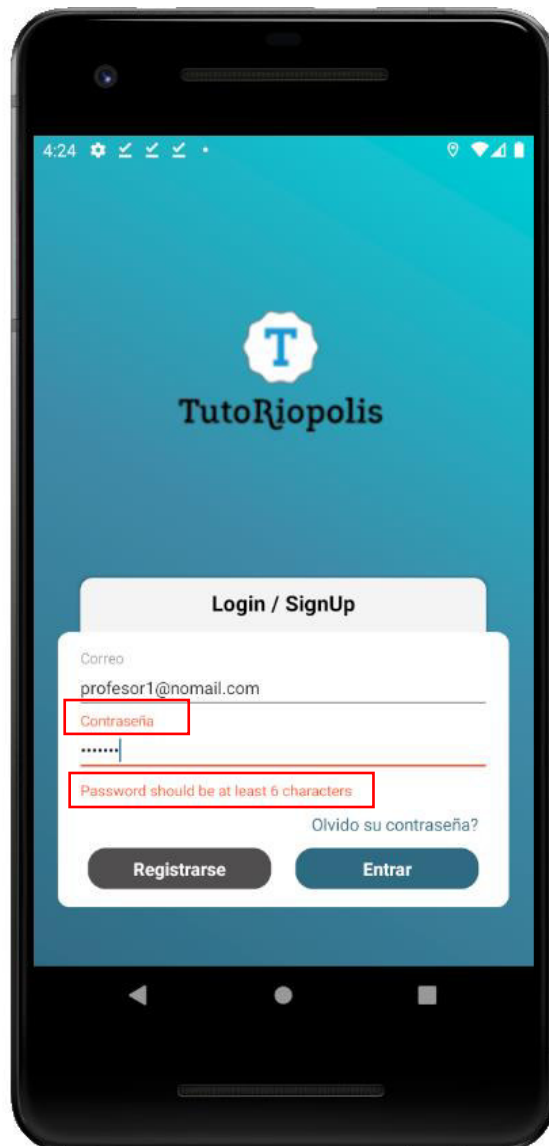 4:24
T
TutoRiopolis
Login / SignUp
Correo
profesor1@nomail.com
Contraseña
•••••••
Password should be at least 6 characters
Olvido su contraseña?
Registrarse
Entrar